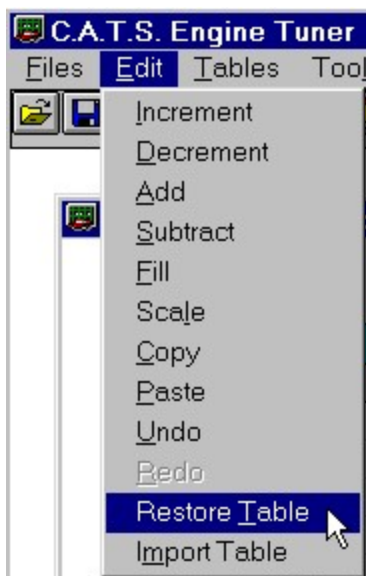 C.A.T.S. Engine Tuner
Files Edit Tables
Increment
Decrement
Add
Subtract
Fill
Scale
Copy
Paste
Undo
Redo
Restore Table
Import Table